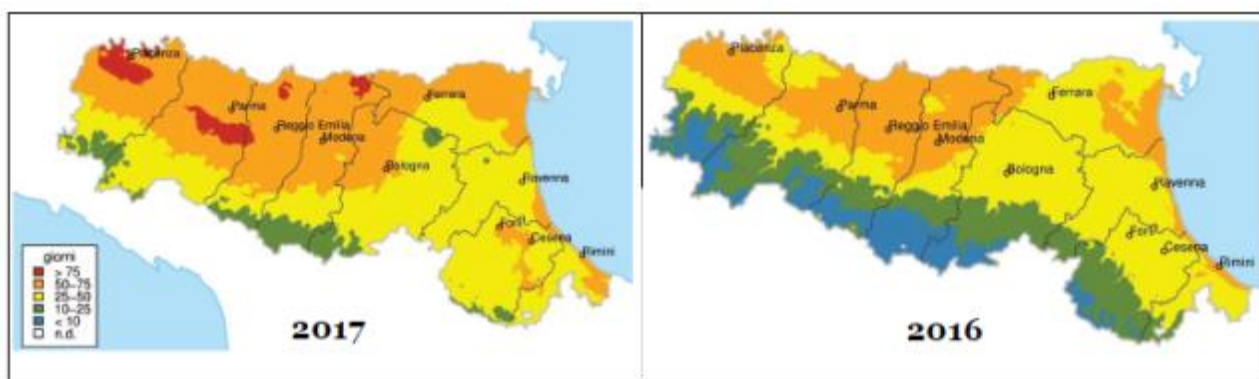 Piacenza
Parma
Reggio Emilia
Modena
Ferrara
Bologna
Ravenna
Forlì
Cesena
Rimini
giorni
> 75
50-75
25-50
10-25
< 10
n.d.
2017
Piacenza
Parma
Reggio Emilia
Modena
Ferrara
Bologna
Ravenna
Forlì
Cesena
Rimini
2016